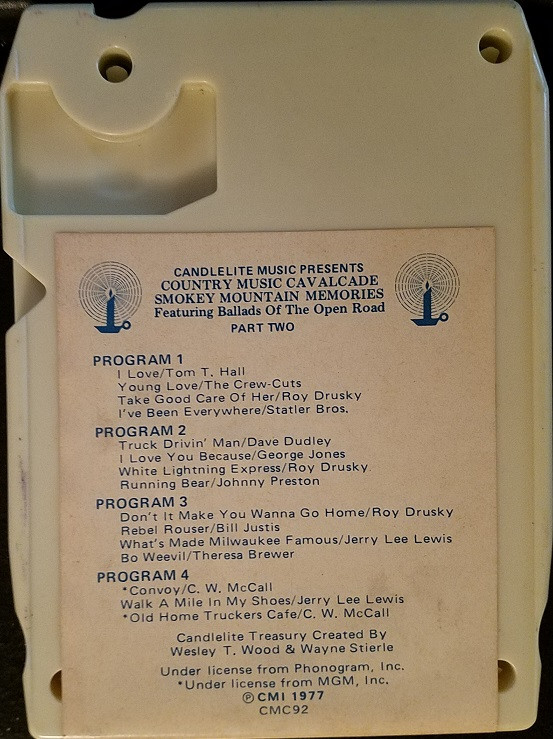 CANDLELITE MUSIC PRESENTS
COUNTRY MUSIC CAVALCADE
SMOKEY MOUNTAIN MEMORIES
Featuring Ballads Of The Open Road
PART TWO
PROGRAM 1
I Love/Tom T. Hall
Young Love/The Crew-Cuts
Take Good Care Of Her/Roy Drusky
I've Been Everywhere/Statler Bros.
PROGRAM 2
Truck Drivin' Man/Dave Dudley
I Love You Because/George Jones
White Lightning Express/Roy Drusky
Running Bear/Johnny Preston
PROGRAM 3
Don't It Make You Wanna Go Home/Roy Drusky
Rebel Rouser/Bill Justis
What's Made Milwaukee Famous/Jerry Lee Lewis
Bo Weevil/Theresa Brewer
PROGRAM 4
*Convoy/C. W. McCall
Walk A Mile In My Shoes/Jerry Lee Lewis
*Old Home Truckers Cafe/C. W. McCall
Candlelite Treasury Created By
Wesley T. Wood & Wayne Stierle
Under license from Phonogram, Inc.
*Under license from MGM, Inc.
Ⓟ CMI 1977
CMC92